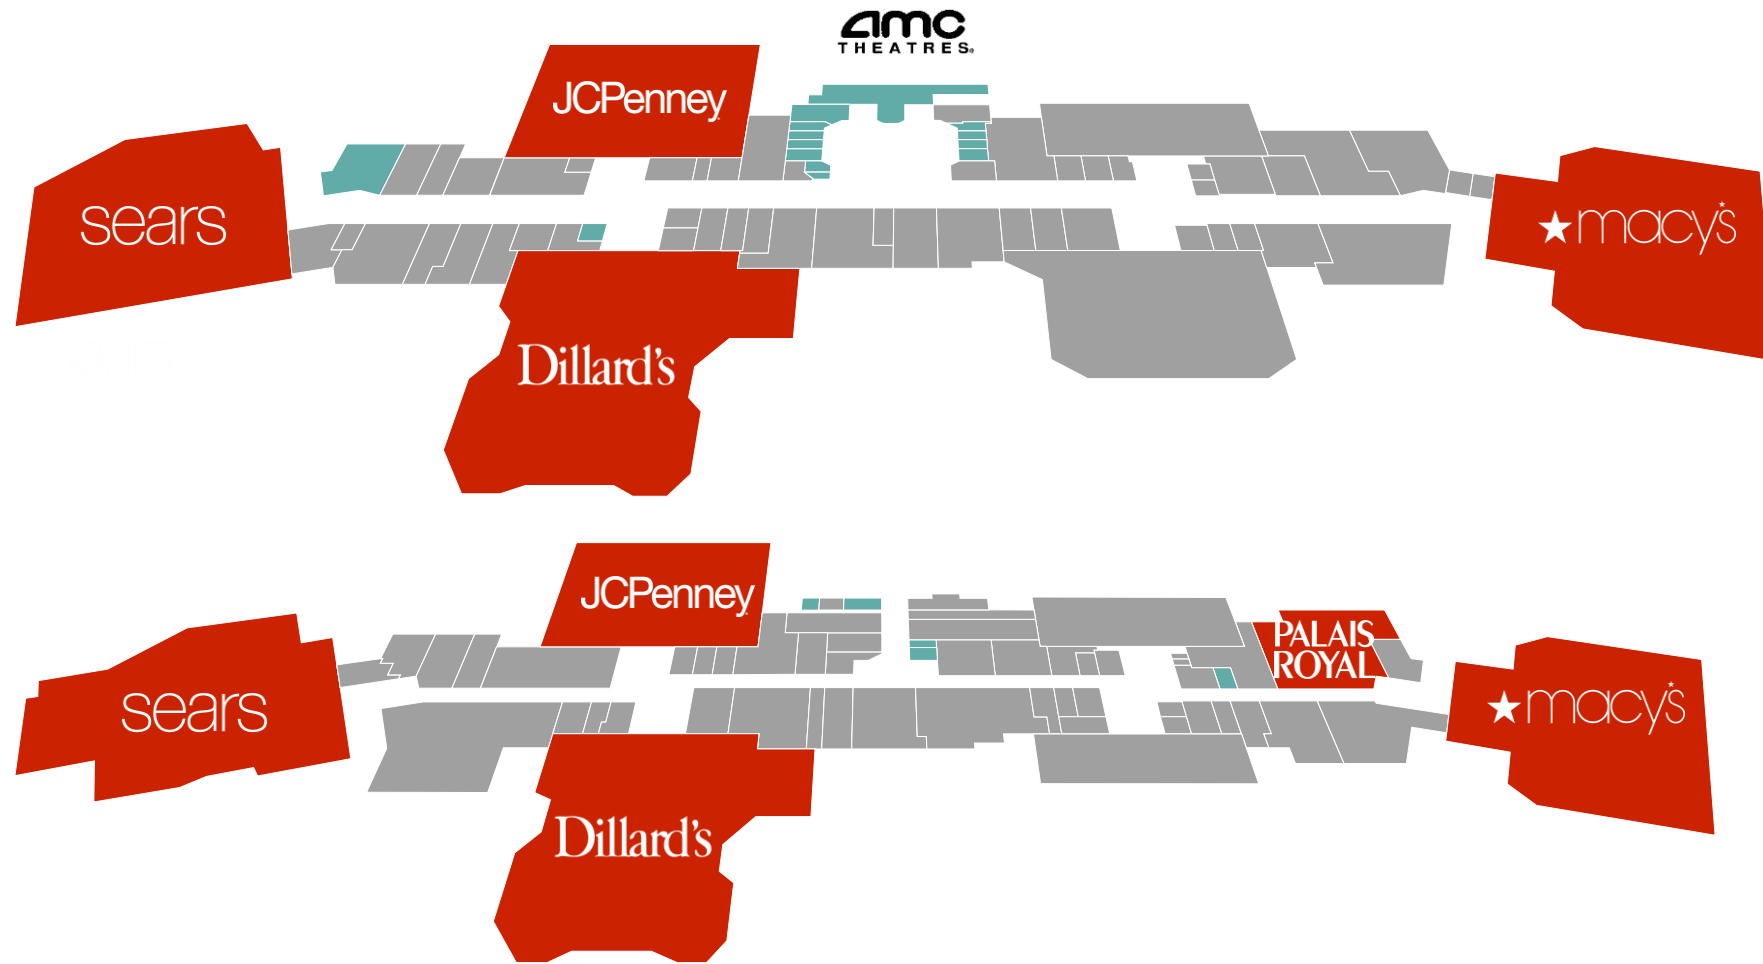 amc
THEATRES®
JCPenney
sears
★macy's
Dillard's
JCPenney
PALAIS
ROYAL
sears
★macy's
Dillard's